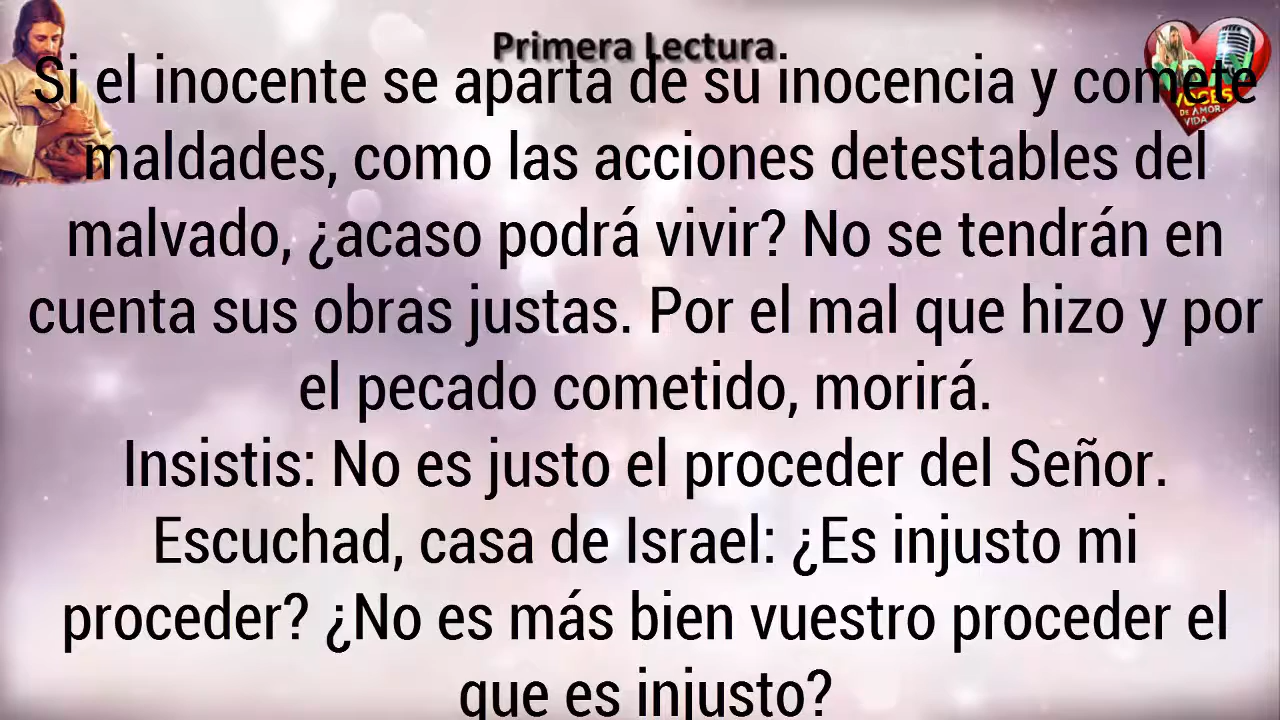 Primera Lectura
Si el inocente se aparta de su inocencia y comete
maldades, como las acciones detestables del
malvado, ¿acaso podrá vivir? No se tendrán en
cuenta sus obras justas. Por el mal que hizo y por
el pecado cometido, morirá.
Insistis: No es justo el proceder del Señor.
Escuchad, casa de Israel: ¿Es injusto mi
proceder? ¿No es más bien vuestro proceder el
que es injusto?
DE AMOR Y
VIDA